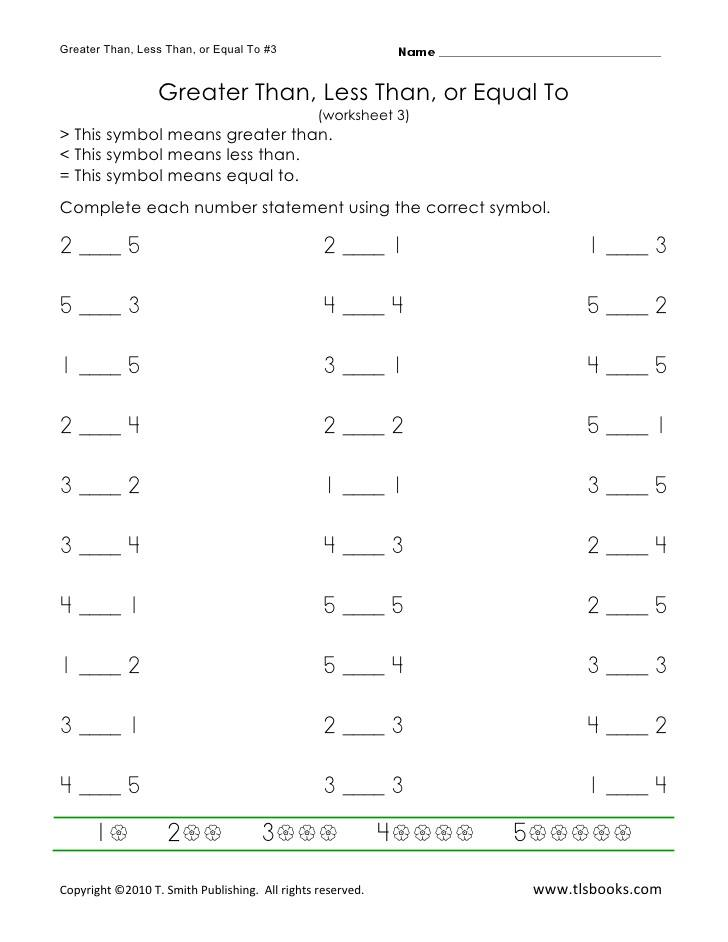 Greater Than, Less Than, or Equal To #3 Name ______________________________
Greater Than, Less Than, or Equal To
(worksheet 3)
> This symbol means greater than.
< This symbol means less than.
= This symbol means equal to.
Complete each number statement using the correct symbol.
2 ____ 5 2 ____ 1 1 ____ 3
5 ____ 3 4 ____ 4 5 ____ 2
1 ____ 5 3 ____ 1 4 ____ 5
2 ____ 4 2 ____ 2 5 ____ 1
3 ____ 2 1 ____ 1 3 ____ 5
3 ____ 4 4 ____ 3 2 ____ 4
4 ____ 1 5 ____ 5 2 ____ 5
1 ____ 2 5 ____ 4 3 ____ 3
3 ____ 1 2 ____ 3 4 ____ 2
4 ____ 5 3 ____ 3 1 ____ 4
1 2 3 4 5
Copyright ©2010 T. Smith Publishing. All rights reserved. www.tlsbooks.com